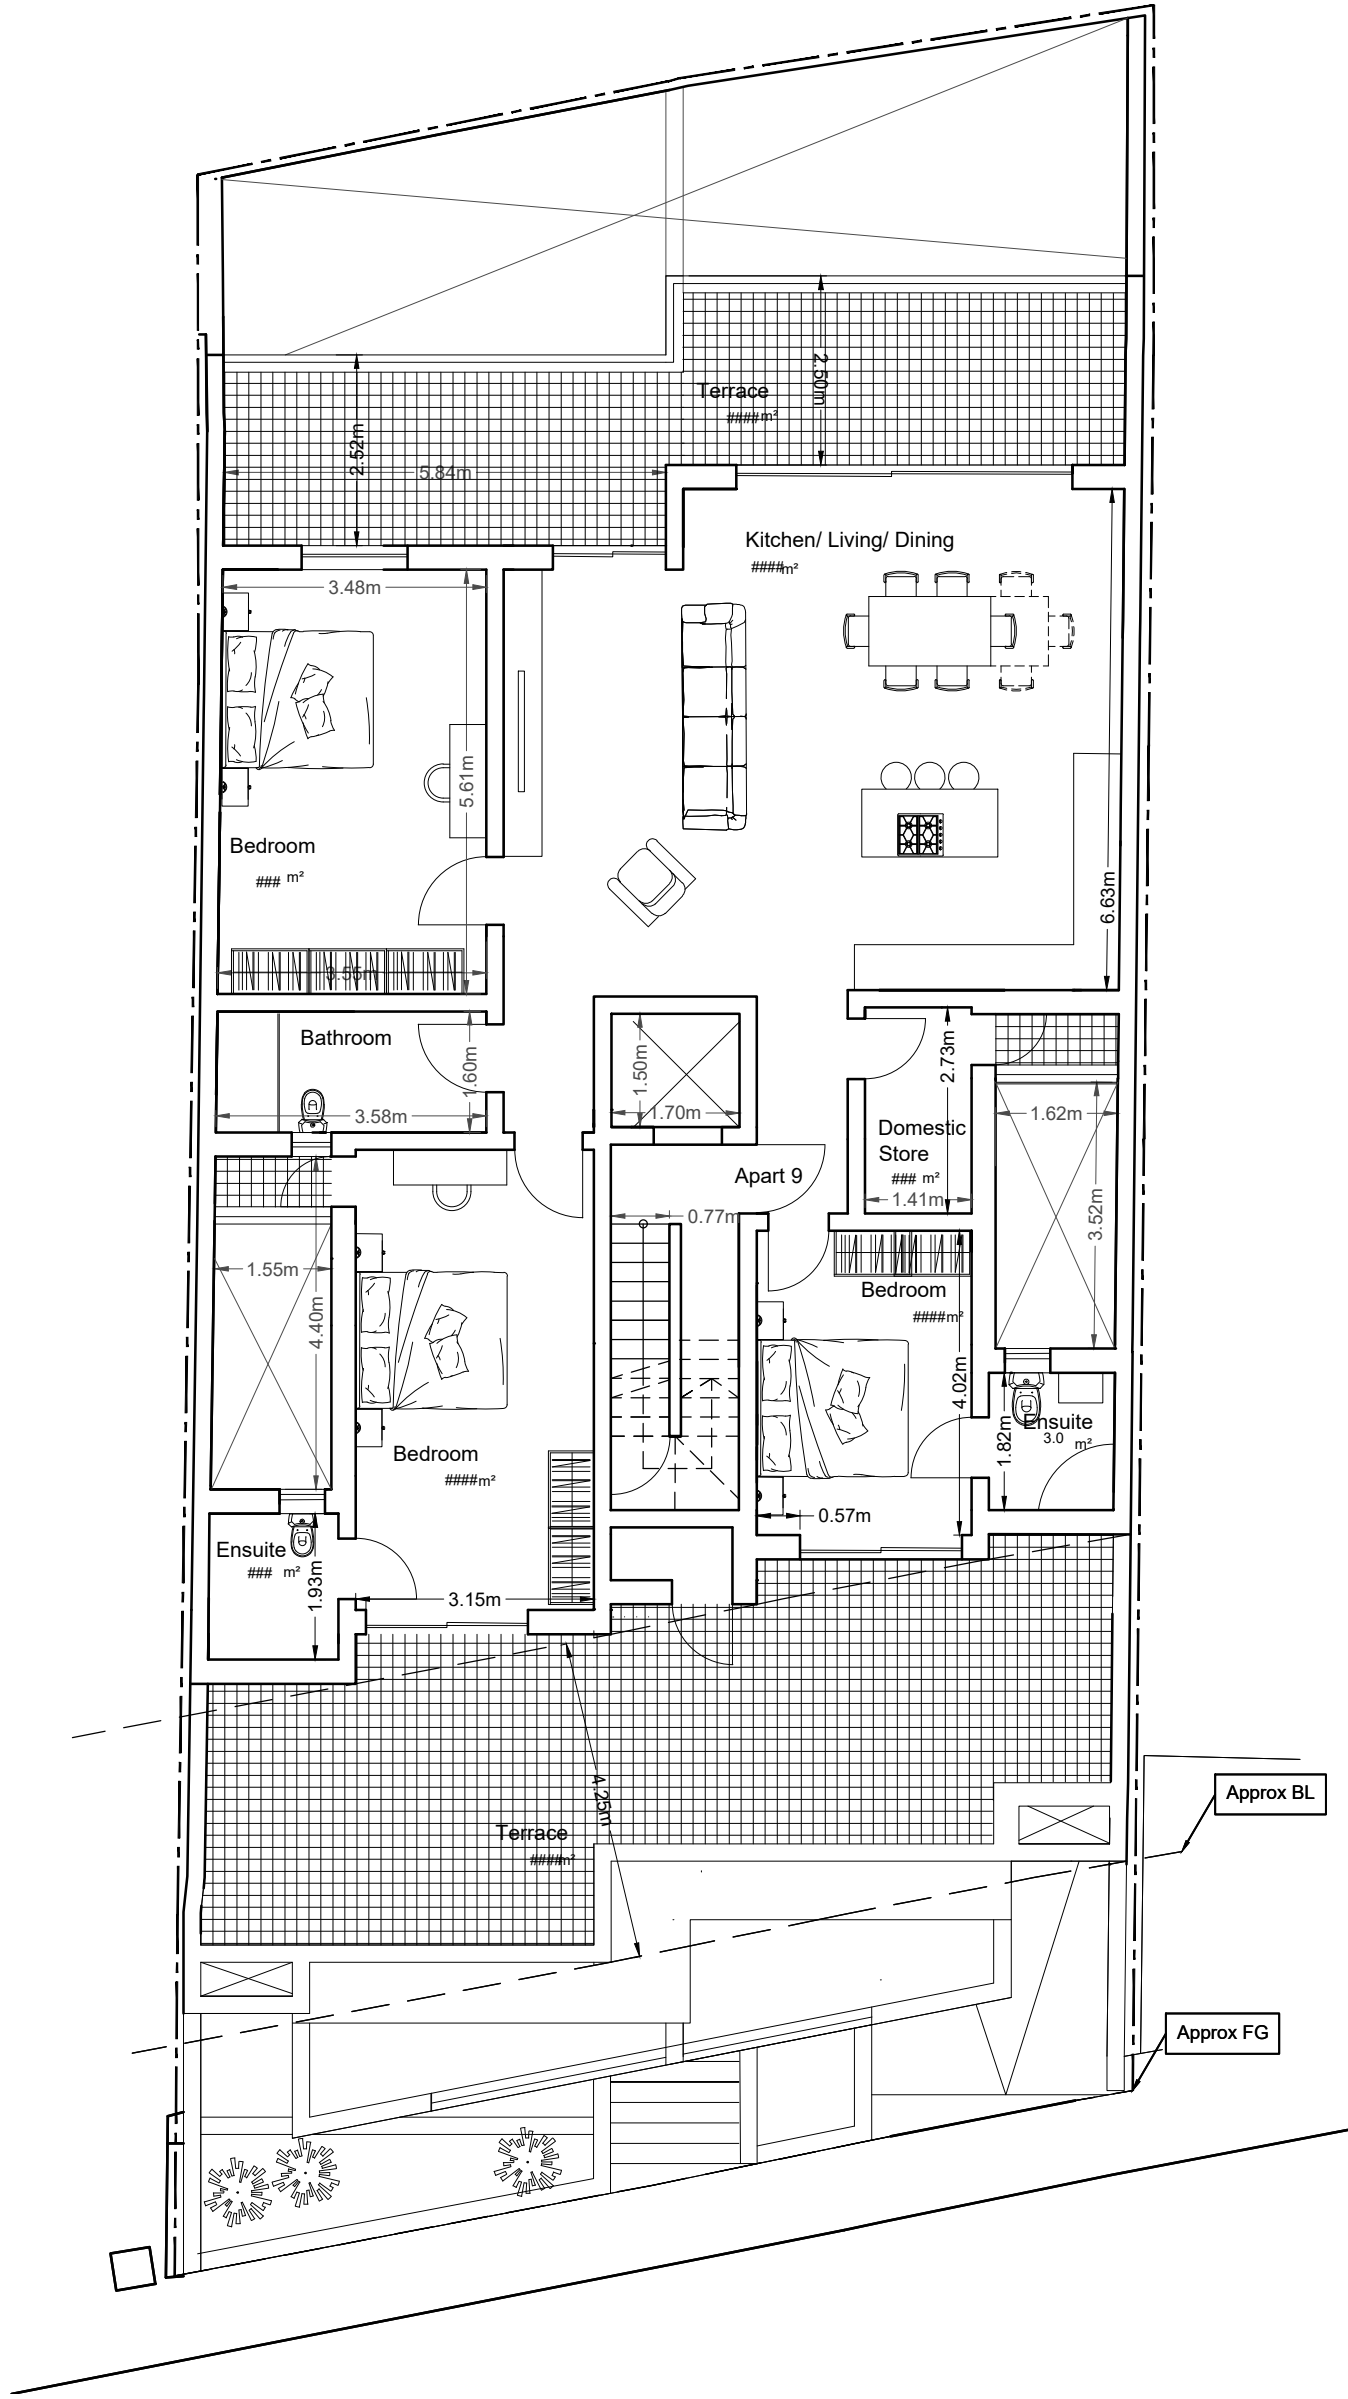 2.50m
Terrace
####m²
2.52m
5.84m
Kitchen/ Living/ Dining
####m²
3.48m
5.61m
Bedroom
### m²
6.63m
3.55m
Bathroom
1.60m
3.58m
1.50m
1.70m
2.73m
1.62m
Domestic
Store
### m²
1.41m
Apart 9
0.77m
3.52m
1.55m
4.40m
Bedroom
####m²
4.02m
Bedroom
####m²
1.82m
Ensuite
3.0 m²
0.57m
Ensuite
### m²
1.93m
3.15m
4.25m
Terrace
####m²
Approx BL
Approx FG